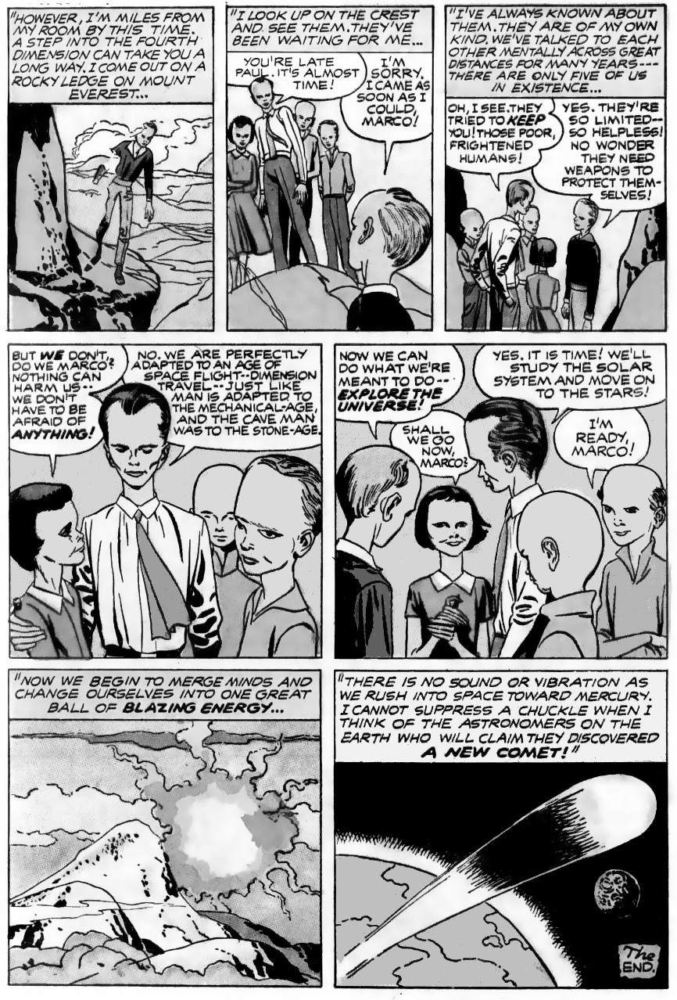 "HOWEVER, I'M MILES FROM
MY ROOM BY THIS TIME.
A STEP INTO THE FOURTH
DIMENSION CAN TAKE YOU A
LONG WAY. I COME OUT ON A
ROCKY LEDGE ON MOUNT
EVEREST...
"I LOOK UP ON THE CREST
AND SEE THEM. THEY'VE
BEEN WAITING FOR ME...
YOU'RE LATE
PAUL. IT'S ALMOST
TIME!
I'M
SORRY.
I CAME AS
SOON AS I
COULD,
MARCO!
"I'VE ALWAYS KNOWN ABOUT
THEM. THEY ARE OF MY OWN
KIND. WE'VE TALKED TO EACH
OTHER MENTALLY ACROSS GREAT
DISTANCES FOR MANY YEARS---
THERE ARE ONLY FIVE OF US
IN EXISTENCE...
OH, I SEE. THEY
TRIED TO KEEP
YOU! THOSE POOR,
FRIGHTENED
HUMANS!
YES. THEY'RE
SO LIMITED--
SO HELPLESS!
NO WONDER
THEY NEED
WEAPONS TO
PROTECT THEM-
SELVES!
BUT WE DON'T,
DO WE MARCO?
NOTHING CAN
HARM US--
WE DON'T
HAVE TO BE
AFRAID OF
ANYTHING!
NO. WE ARE PERFECTLY
ADAPTED TO AN AGE OF
SPACE FLIGHT--DIMENSION
TRAVEL--JUST LIKE
MAN IS ADAPTED TO
THE MECHANICAL-AGE,
AND THE CAVE MAN
WAS TO THE STONE-AGE.
NOW WE CAN
DO WHAT WE'RE
MEANT TO DO--
EXPLORE THE
UNIVERSE!
YES. IT IS TIME! WE'LL
STUDY THE SOLAR
SYSTEM AND MOVE ON
TO THE STARS!
SHALL
WE GO
NOW,
MARCO?
I'M
READY,
MARCO!
"NOW WE BEGIN TO MERGE MINDS AND
CHANGE OURSELVES INTO ONE GREAT
BALL OF BLAZING ENERGY...
"THERE IS NO SOUND OR VIBRATION AS
WE RUSH INTO SPACE TOWARD MERCURY.
I CANNOT SUPPRESS A CHUCKLE WHEN I
THINK OF THE ASTRONOMERS ON THE
EARTH WHO WILL CLAIM THEY DISCOVERED
A NEW COMET!"
The
END.